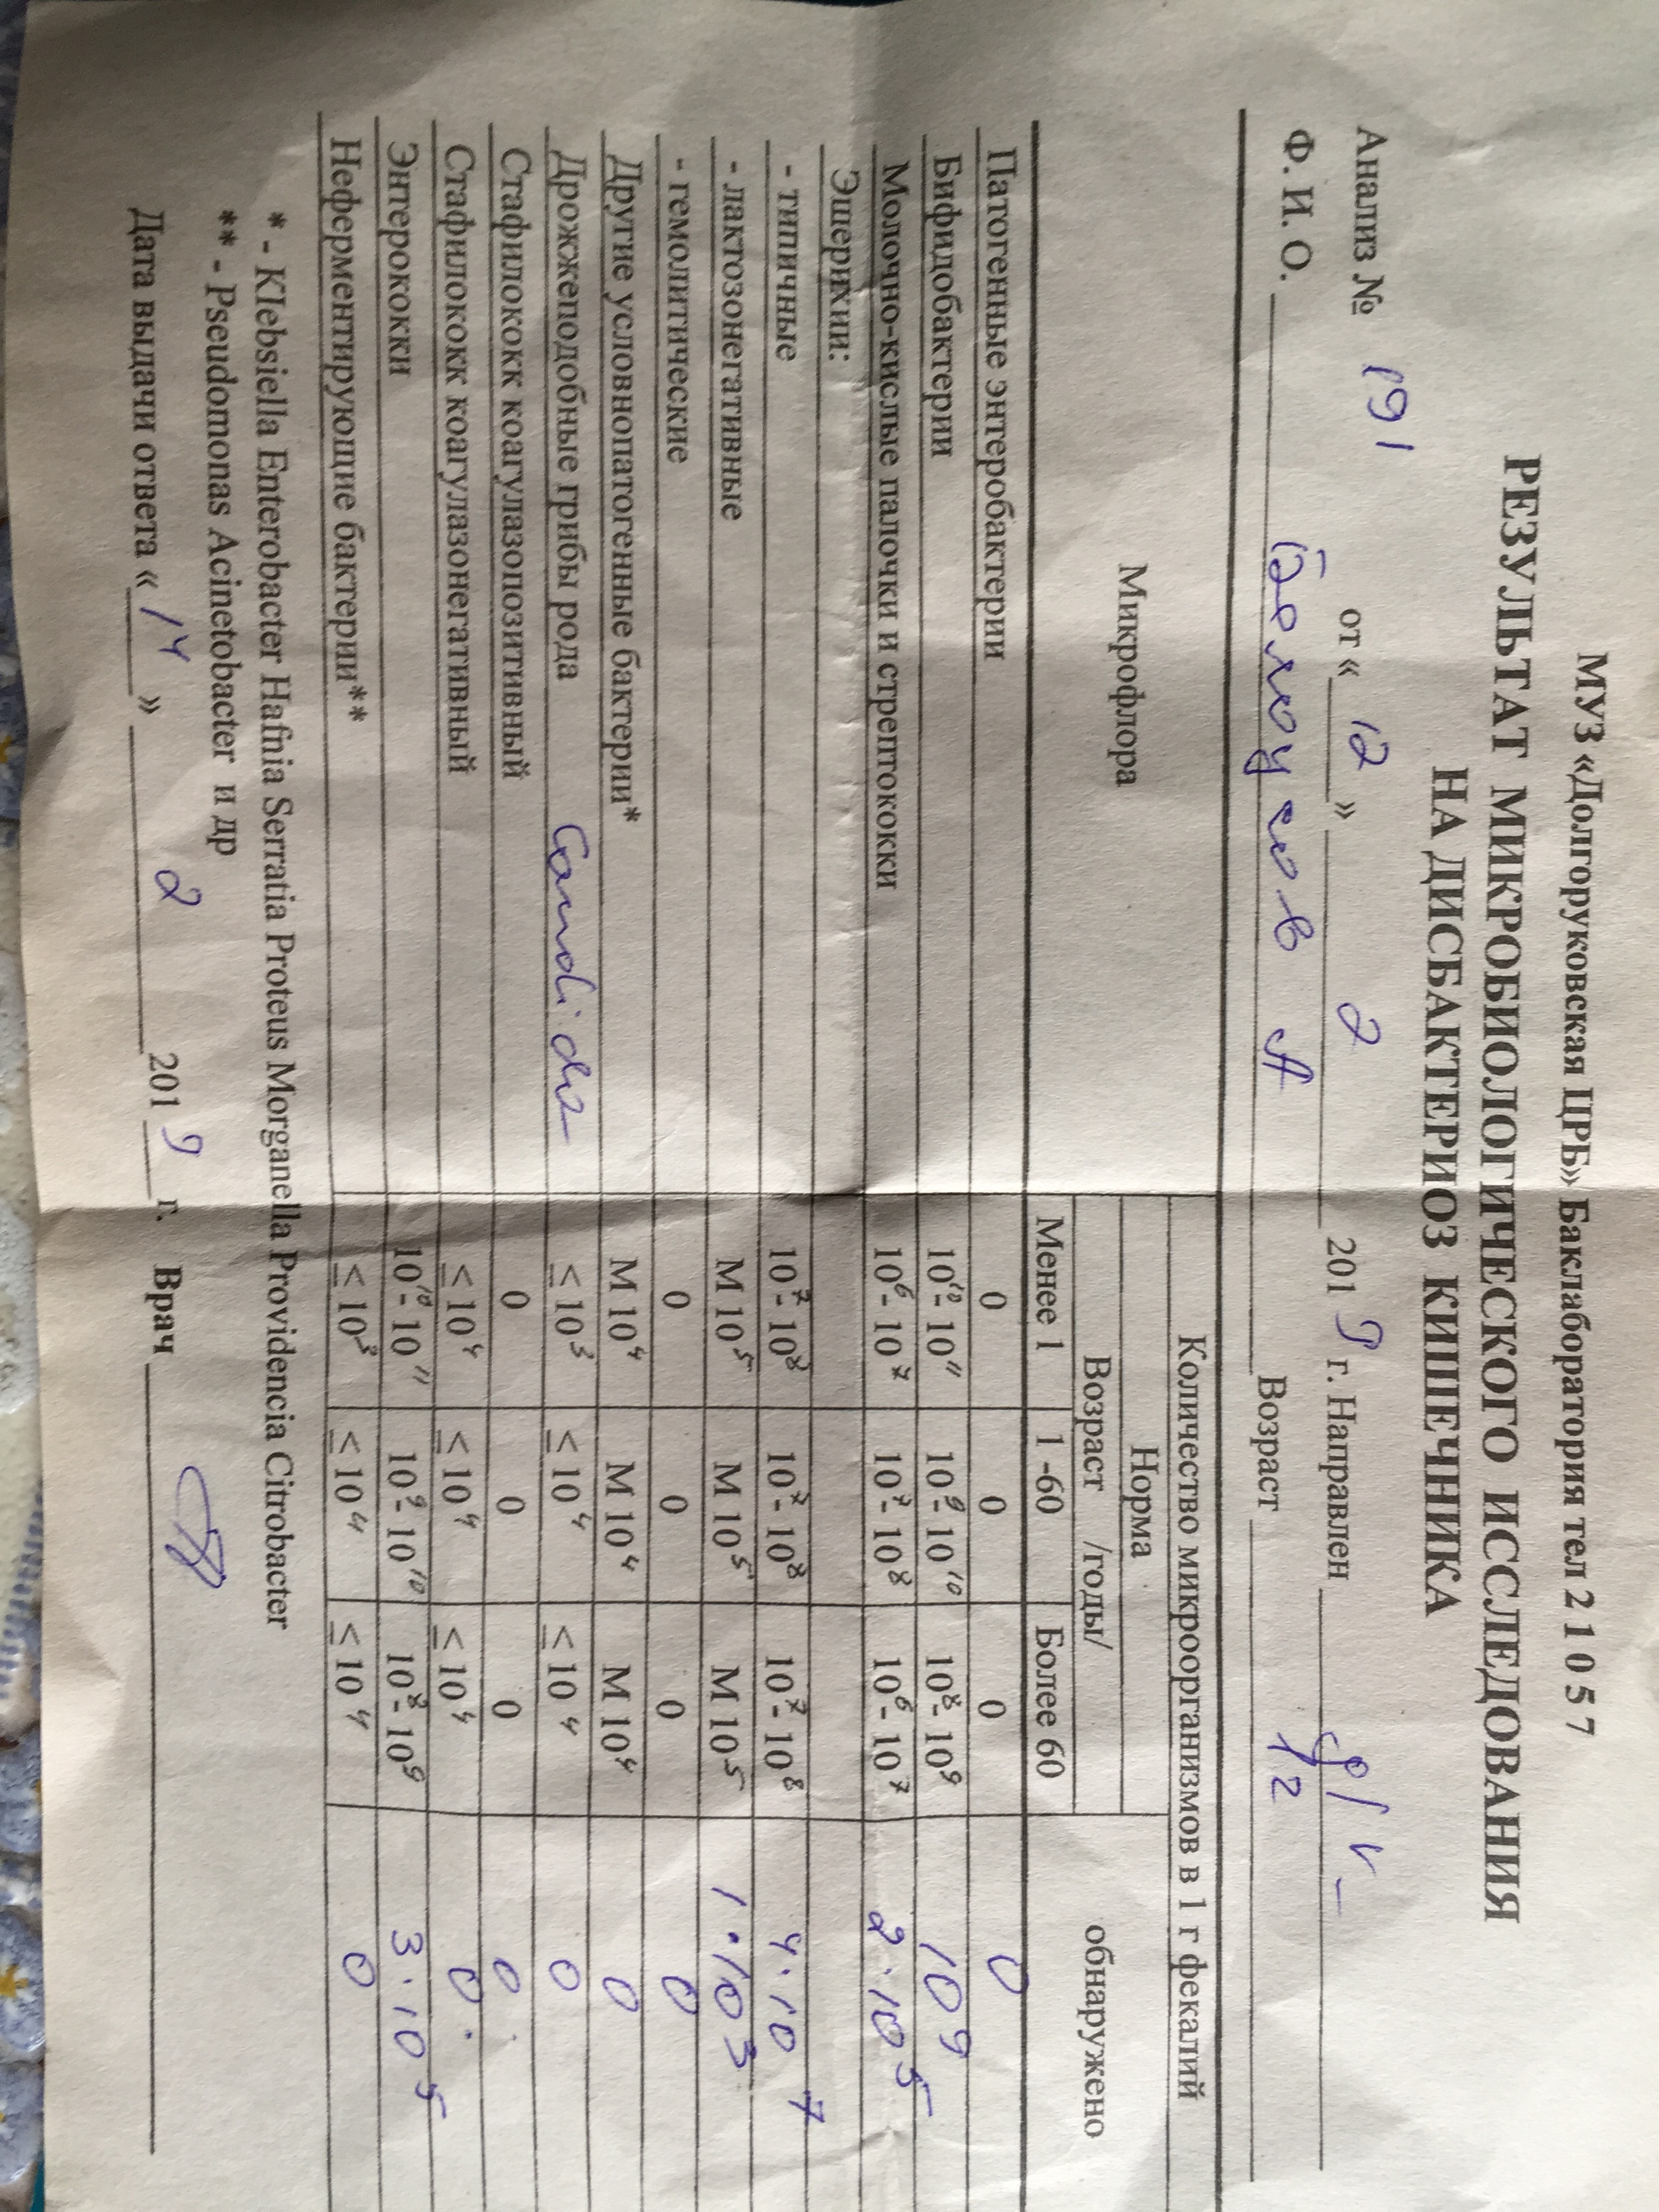 МУЗ «Долгоруковская ЦРБ» Баклаборатория тел 2 1 0 5 7
РЕЗУЛЬТАТ МИКРОБИОЛОГИЧЕСКОГО ИССЛЕДОВАНИЯ
НА ДИСБАКТЕРИОЗ КИШЕЧНИКА
Анализ № 191 от « 12 » 2 2019 г. Направлен
Ф. И. О. Белоусов А Возраст
Микрофлора Количество микроорганизмов в 1 г фекалий
Норма обнаружено
Возраст /годы/
Менее 1 1 -60 Более 60
Патогенные энтеробактерии 0 0 0 0
Бифидобактерии 10¹⁰- 10¹¹ 10⁹- 10¹⁰ 10⁸- 10⁹ 10⁹
Молочно-кислые палочки и стрептококки 10⁶- 10⁷ 10⁷- 10⁸ 10⁶- 10⁷ 2·10⁵
Эшерихии:
- типичные 10⁷- 10⁸ 10⁷- 10⁸ 10⁷- 10⁸ 4·10⁷
- лактозонегативные М 10⁵ М 10⁵ М 10⁵ 1·10³
- гемолитические 0 0 0 0
Другие условнопатогенные бактерии* М 10⁴ М 10⁴ М 10⁴ 0
Дрожжеподобные грибы рода Candida ≤ 10³ ≤ 10⁴ ≤ 10⁴ 0
Стафилококк коагулазопозитивный 0 0 0 0
Стафилококк коагулазонегативный ≤ 10⁴ ≤ 10⁴ ≤ 10⁴ 0
Энтерококки 10¹⁰- 10¹¹ 10⁹- 10¹⁰ 10⁸- 10⁹ 3·10⁵
Неферментирующие бактерии** ≤ 10³ ≤ 10⁴ ≤ 10⁴ 0
* - Klebsiella Enterobacter Hafnia Serratia Proteus Morganella Providencia Citrobacter
** - Pseudomonas Acinetobacter и др
Дата выдачи ответа « 14 » 2 2019 г. Врач